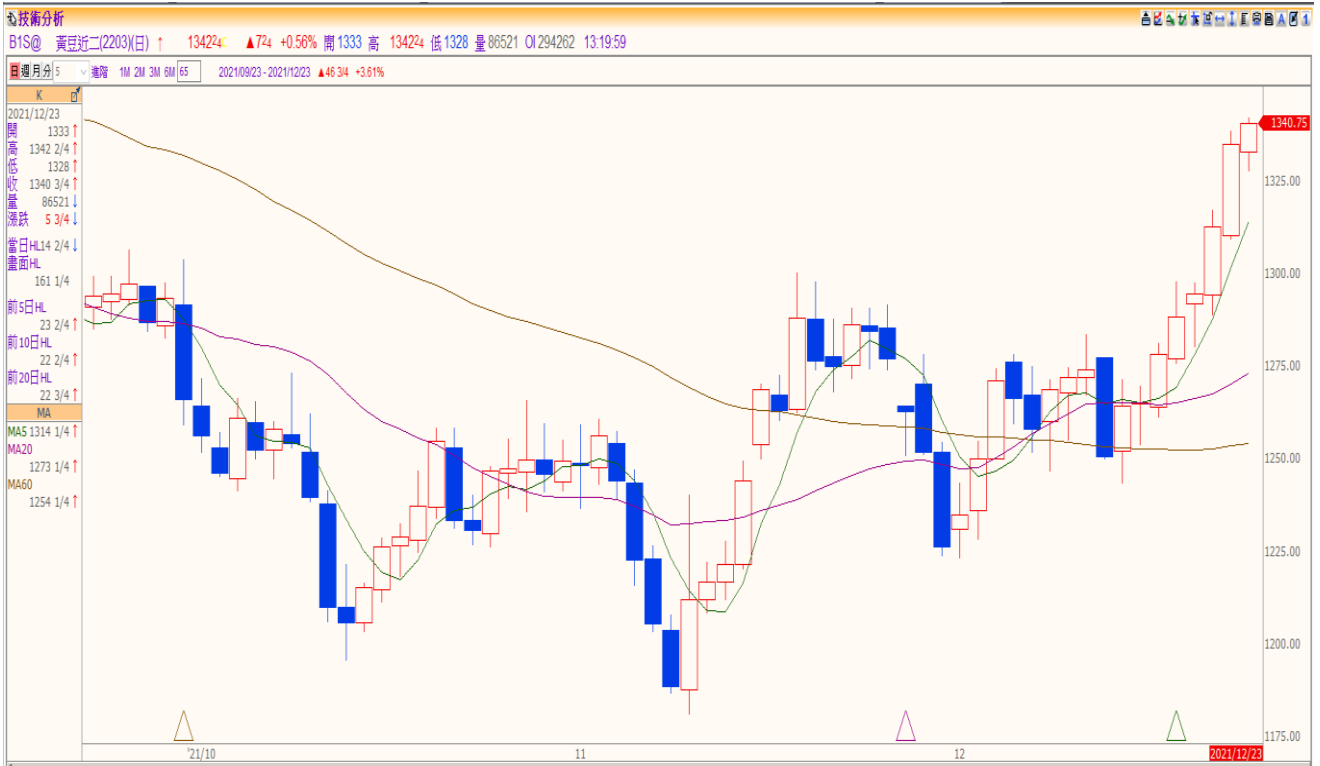 技術分析
B1S@ 黃豆近二(2203)(日) ↑ 1342 2/4 ▲7 2/4 +0.56% 開 1333 高 1342 2/4 低 1328 量 86521 OI 294262 13:19:59
日 週 月 分 5 進階 1M 2M 3M 6M 65 2021/09/23 - 2021/12/23 ▲46 3/4 +3.61%
K
2021/12/23
開 1333↑
高 1342 2/4↑
低 1328↑
收 1340 3/4↑
量 86521↓
漲跌 5 3/4↓
當日HL14 2/4↓
畫面HL
161 1/4
前5日HL
23 2/4↑
前10日HL
22 2/4↑
前20日HL
22 3/4↑
MA
MA5 1314 1/4↑
MA20
1273 1/4↑
MA60
1254 1/4↑
1340.75
1325.00
1300.00
1275.00
1250.00
1225.00
1200.00
1175.00
'21/10
11
12
2021/12/23